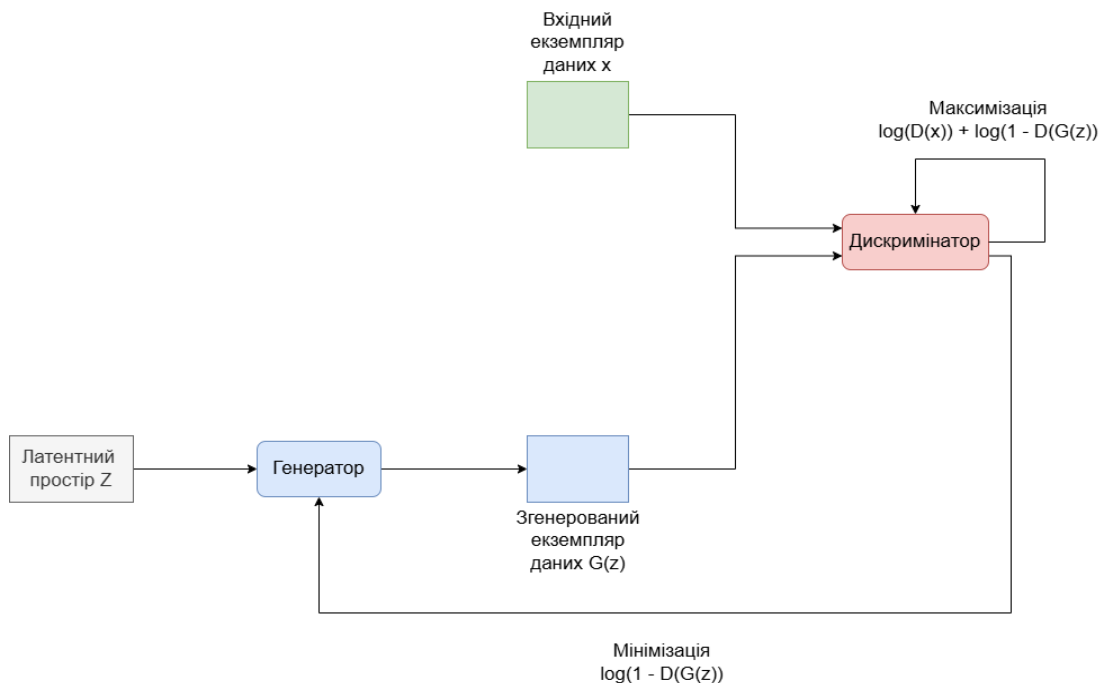 Вхідний
екземпляр
даних x
Максимізація
log(D(x)) + log(1 - D(G(z))
Дискримінатор
Латентний
простір Z
Генератор
Згенерований
екземпляр
даних G(z)
Мінімізація
log(1 - D(G(z))